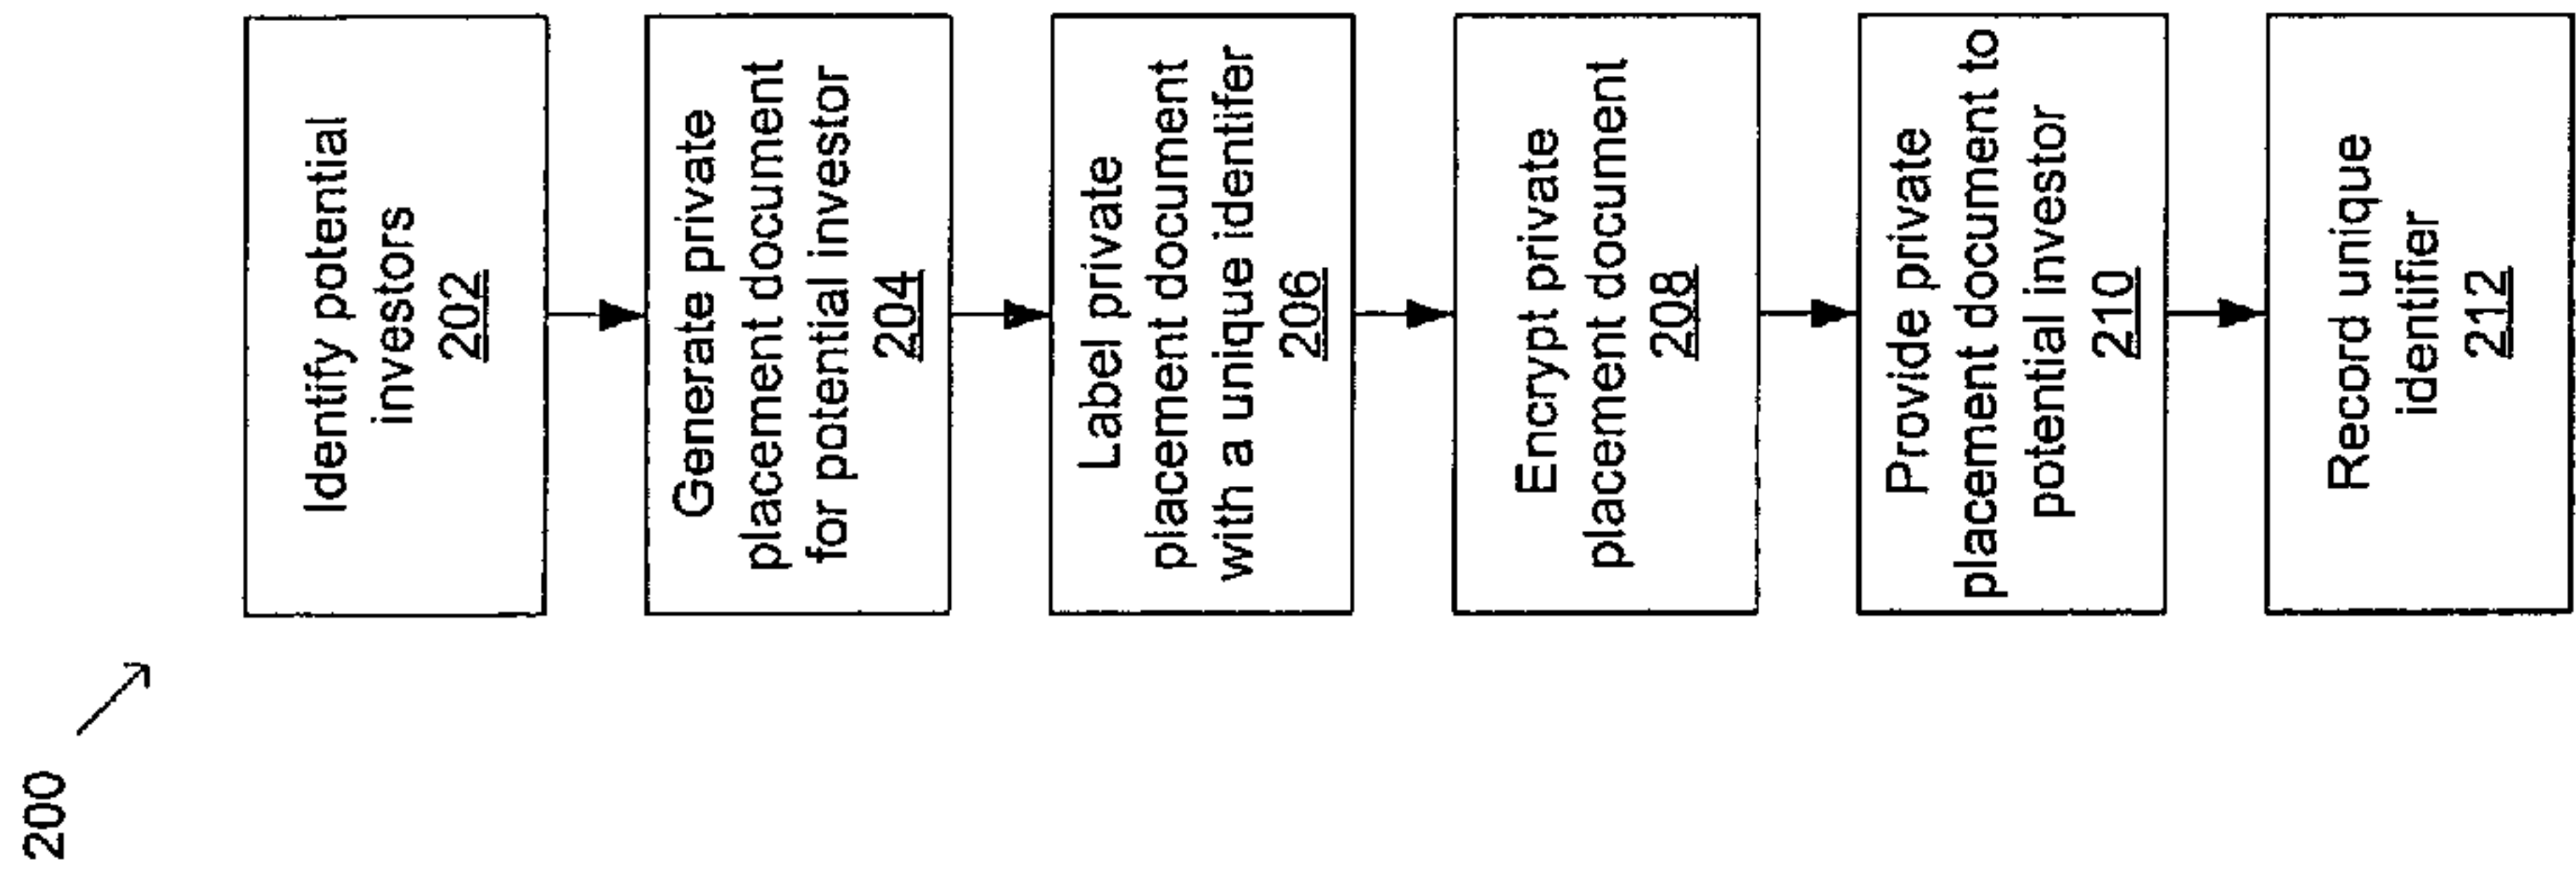 200
Identify potential
investors
202
Generate private
placement document
for potential investor
204
Label private
placement document
with a unique identifer
206
Encrypt private
placement document
208
Provide private
placement document to
potential investor
210
Record unique
identifier
212